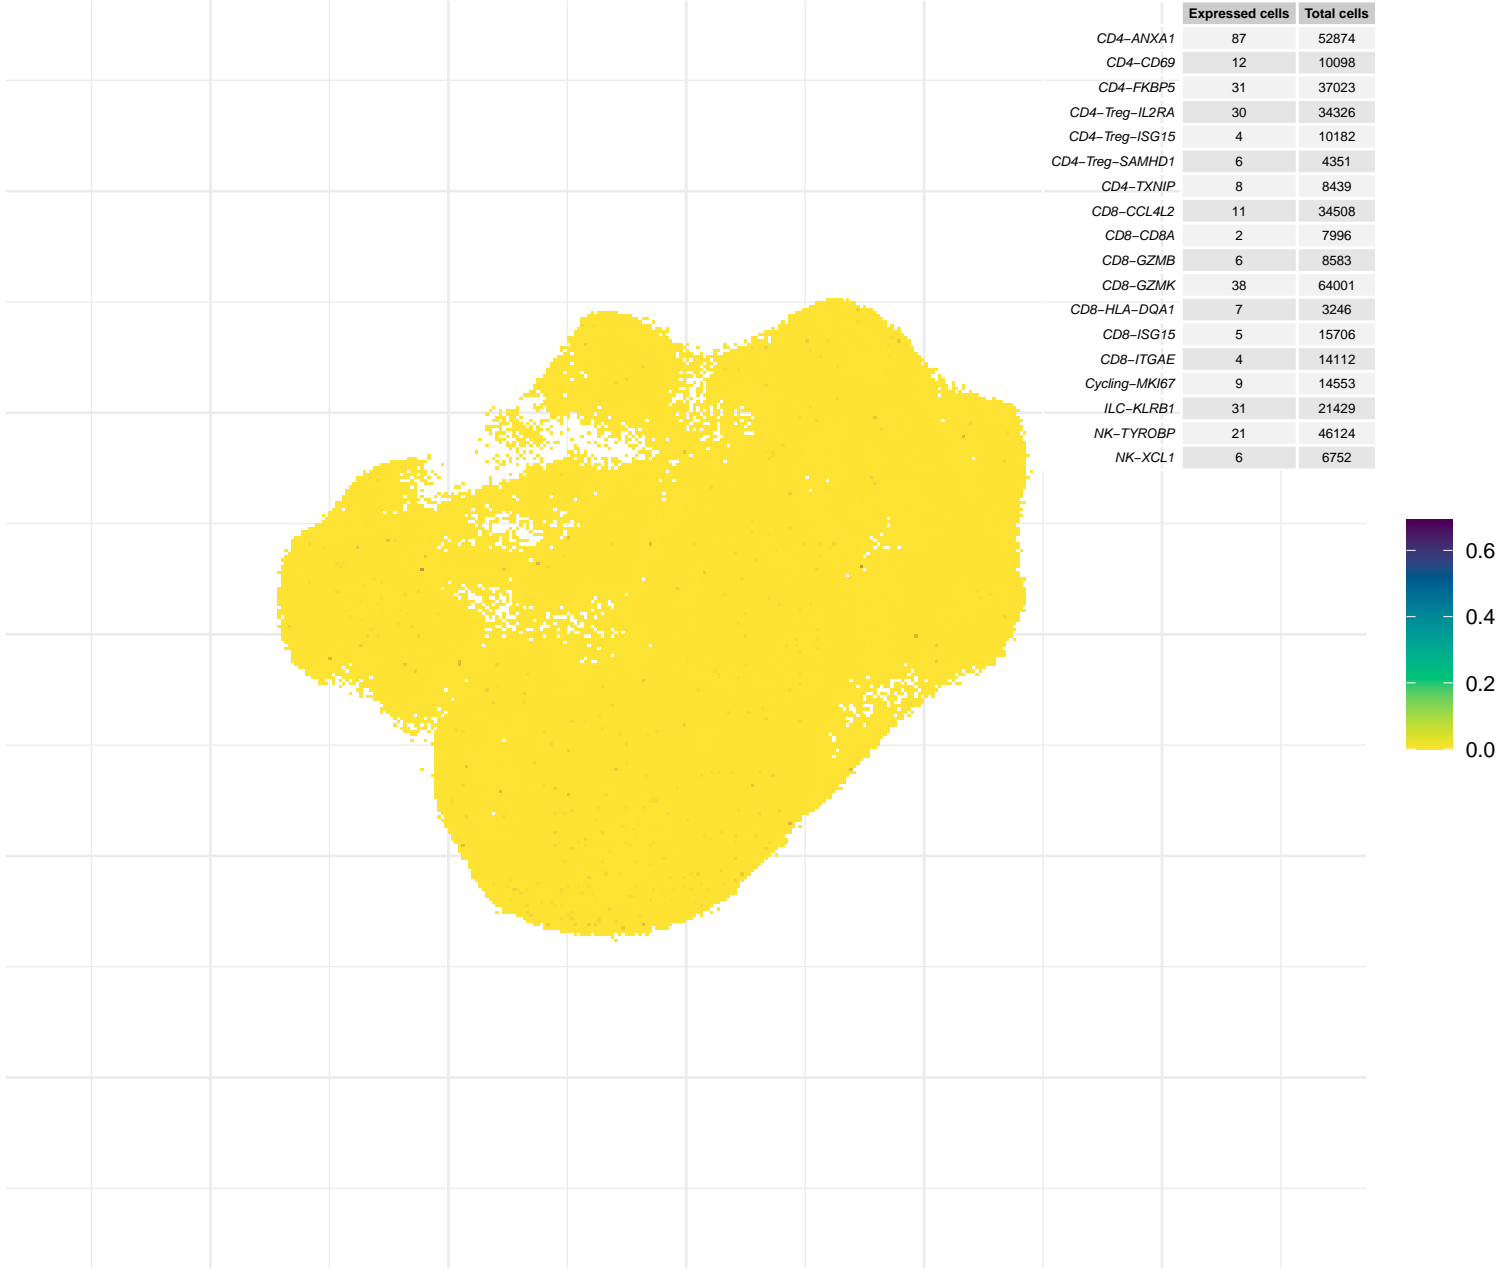 Expressed cells Total cells
CD4−ANXA1 87 52874
CD4−CD69 12 10098
CD4−FKBP5 31 37023
CD4−Treg−IL2RA 30 34326
CD4−Treg−ISG15 4 10182
CD4−Treg−SAMHD1 6 4351
CD4−TXNIP 8 8439
CD8−CCL4L2 11 34508
CD8−CD8A 2 7996
CD8−GZMB 6 8583
CD8−GZMK 38 64001
CD8−HLA−DQA1 7 3246
CD8−ISG15 5 15706
CD8−ITGAE 4 14112
Cycling−MKI67 9 14553
ILC−KLRB1 31 21429
NK−TYROBP 21 46124
NK−XCL1 6 6752
0.6
0.4
0.2
0.0